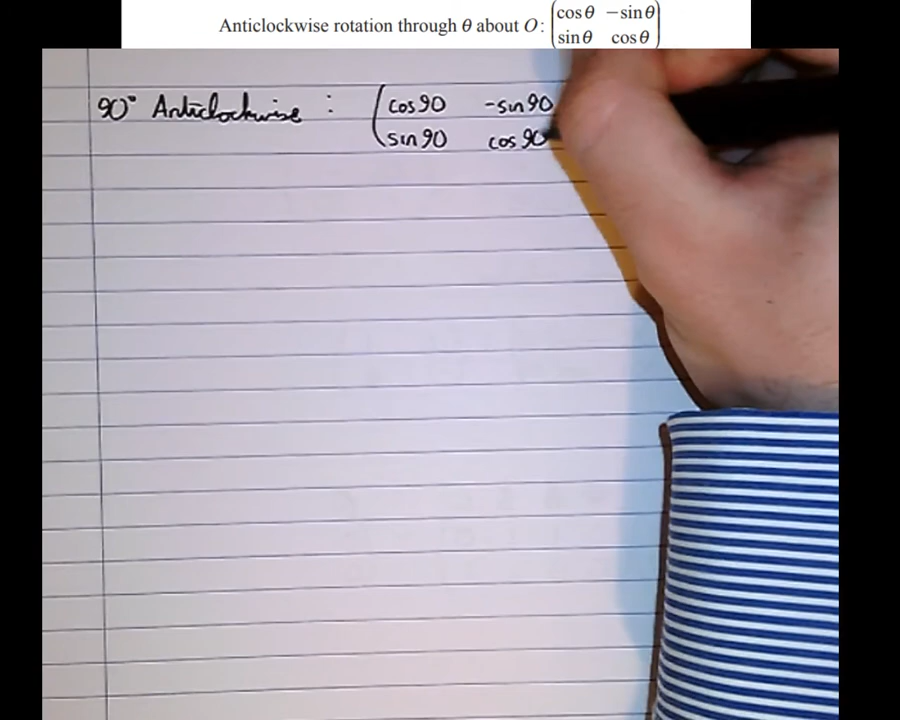 Anticlockwise rotation through θ about O: (cos θ −sin θ
sin θ cos θ)
90° Anticlockwise : (cos 90 -sin 90
sin 90 cos 90